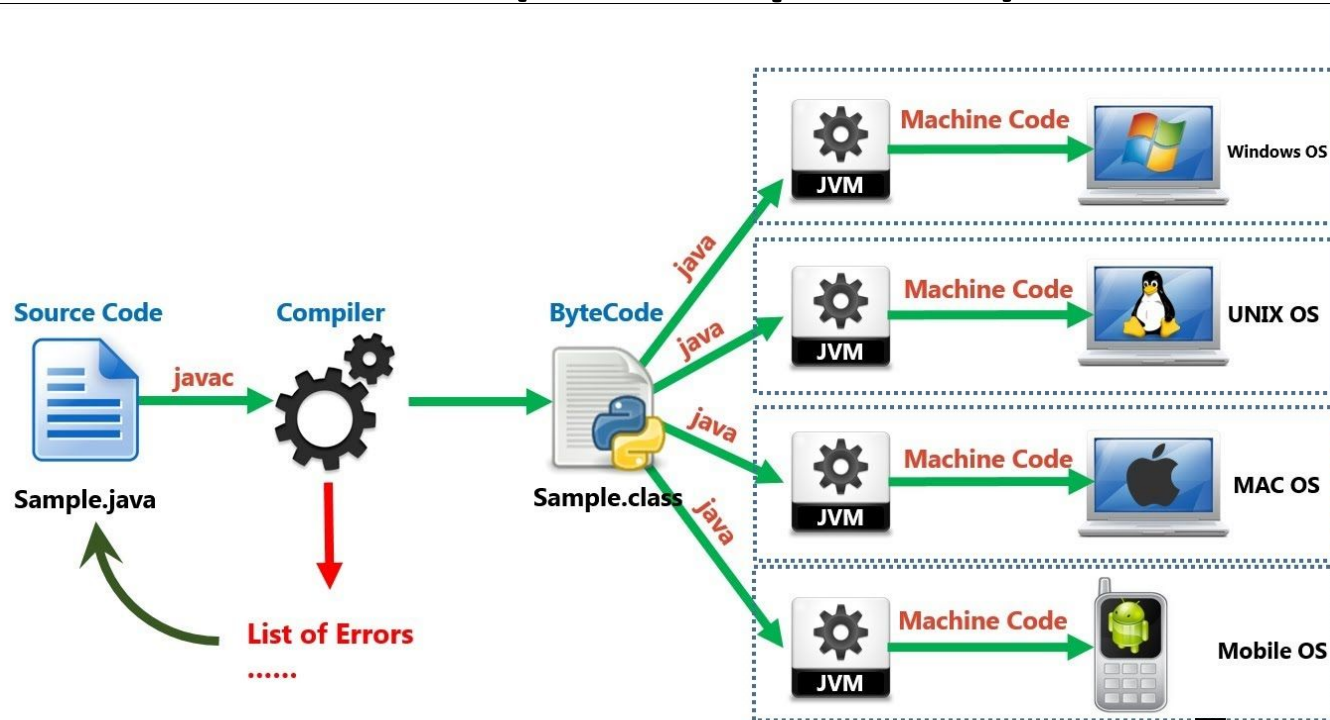 Source Code
javac
Sample.java
Compiler
List of Errors
......
ByteCode
Sample.class
java
java
java
java
JVM
Machine Code
Windows OS
JVM
Machine Code
UNIX OS
JVM
Machine Code
MAC OS
JVM
Machine Code
Mobile OS